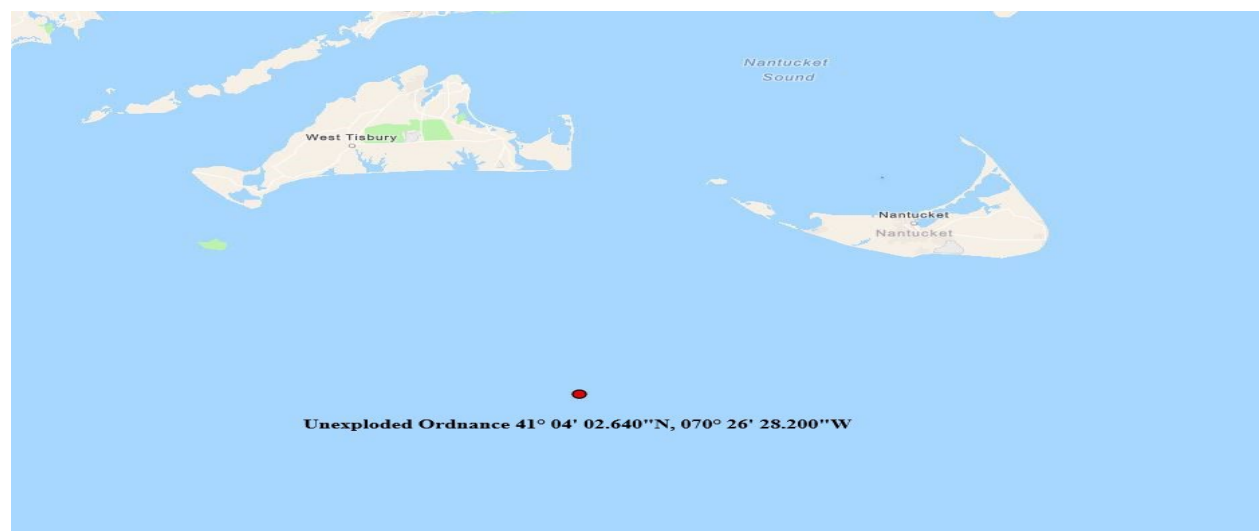 Nantucket
Sound
West Tisbury
Nantucket
Nantucket
Unexploded Ordnance 41° 04' 02.640"N, 070° 26' 28.200"W